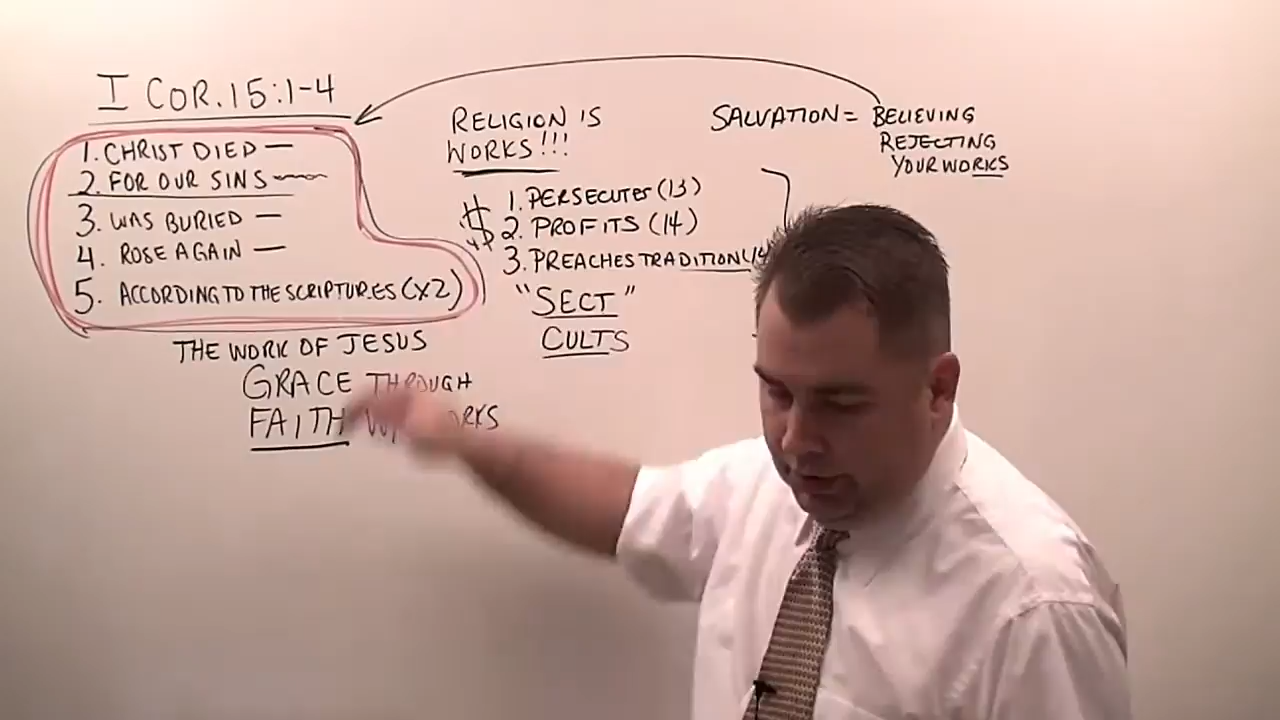 I COR. 15:1-4
1. CHRIST DIED —
2. FOR OUR SINS
3. WAS BURIED —
4. ROSE AGAIN —
5. ACCORDING TO THE SCRIPTURES (X2)
THE WORK OF JESUS
GRACE THROUGH
FAITH
RELIGION IS
WORKS!!!
$ 1. PERSECUTES (13)
2. PROFITS (14)
3. PREACHES TRADITION
"SECT"
CULTS
SALVATION = BELIEVING
REJECTING
YOUR WORKS